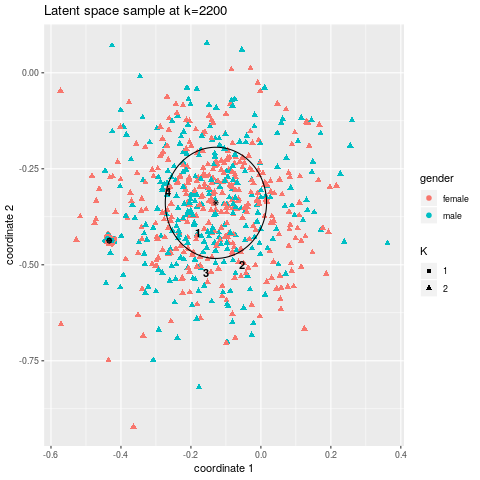 Latent space sample at k=2200
coordinate 2
0.00
-0.25
-0.50
-0.75
4
1
2
3
*
-0.6
-0.4
-0.2
0.0
0.2
0.4
coordinate 1
gender
female
male
K
1
2